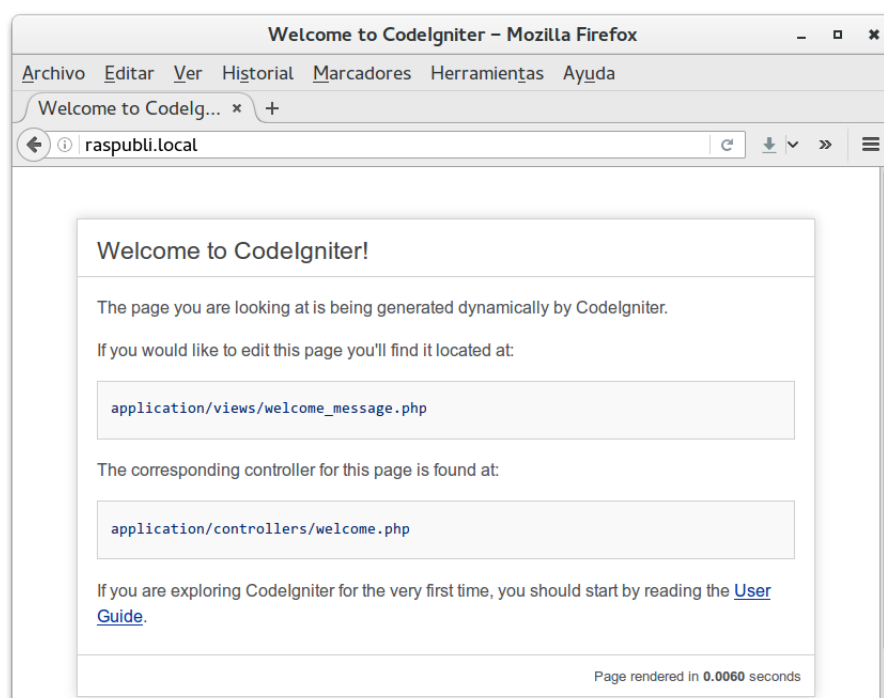 Welcome to CodeIgniter – Mozilla Firefox
Archivo Editar Ver Historial Marcadores Herramientas Ayuda
Welcome to CodeIg...
raspubli.local
Welcome to CodeIgniter!
The page you are looking at is being generated dynamically by CodeIgniter.
If you would like to edit this page you'll find it located at:
application/views/welcome_message.php
The corresponding controller for this page is found at:
application/controllers/welcome.php
If you are exploring CodeIgniter for the very first time, you should start by reading the User
Guide.
Page rendered in 0.0060 seconds